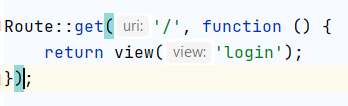 Route::get( uri: '/', function () {
    return view( view: 'login');
});